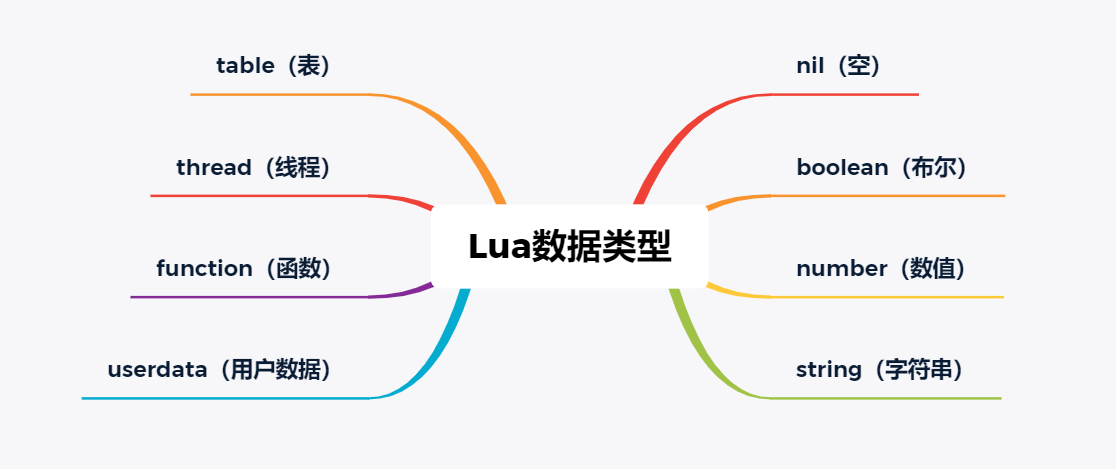 Lua数据类型
nil（空）
boolean（布尔）
number（数值）
string（字符串）
table（表）
thread（线程）
function（函数）
userdata（用户数据）